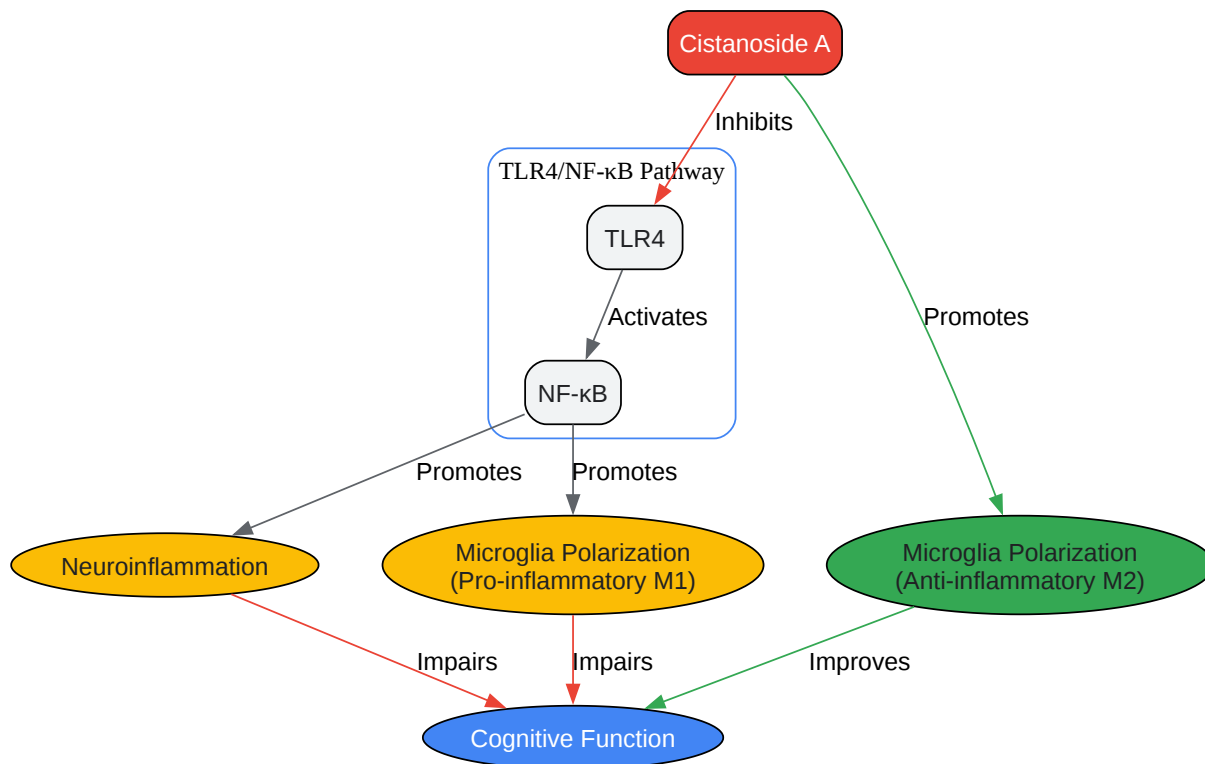 Cistanoside A
Inhibits
TLR4/NF-κB Pathway
TLR4
Activates
Promotes
NF-κB
Promotes
Promotes
Neuroinflammation
Microglia Polarization
(Pro-inflammatory M1)
Microglia Polarization
(Anti-inflammatory M2)
Impairs
Impairs
Improves
Cognitive Function